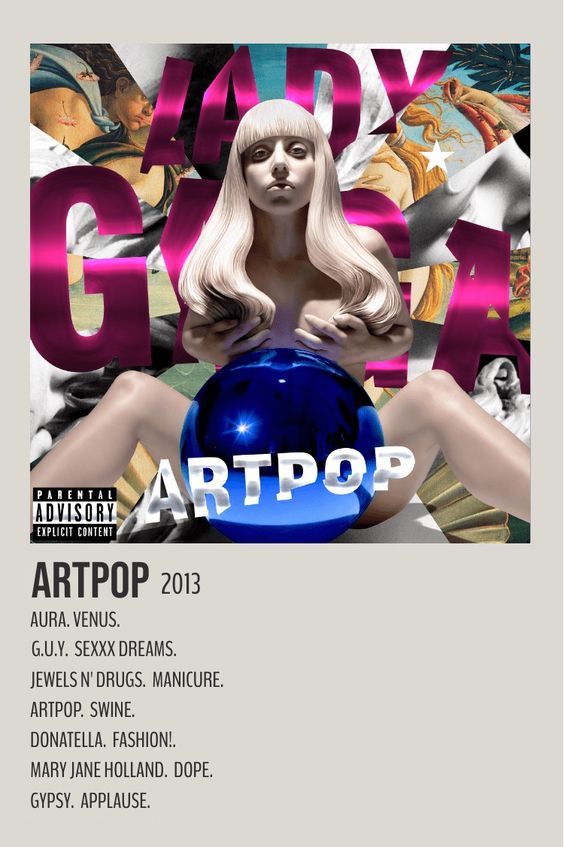 LADY
GAGA
ARTPOP
PARENTAL
ADVISORY
EXPLICIT CONTENT
ARTPOP 2013
AURA. VENUS.
G.U.Y. SEXXX DREAMS.
JEWELS N' DRUGS. MANICURE.
ARTPOP. SWINE.
DONATELLA. FASHION!.
MARY JANE HOLLAND. DOPE.
GYPSY. APPLAUSE.